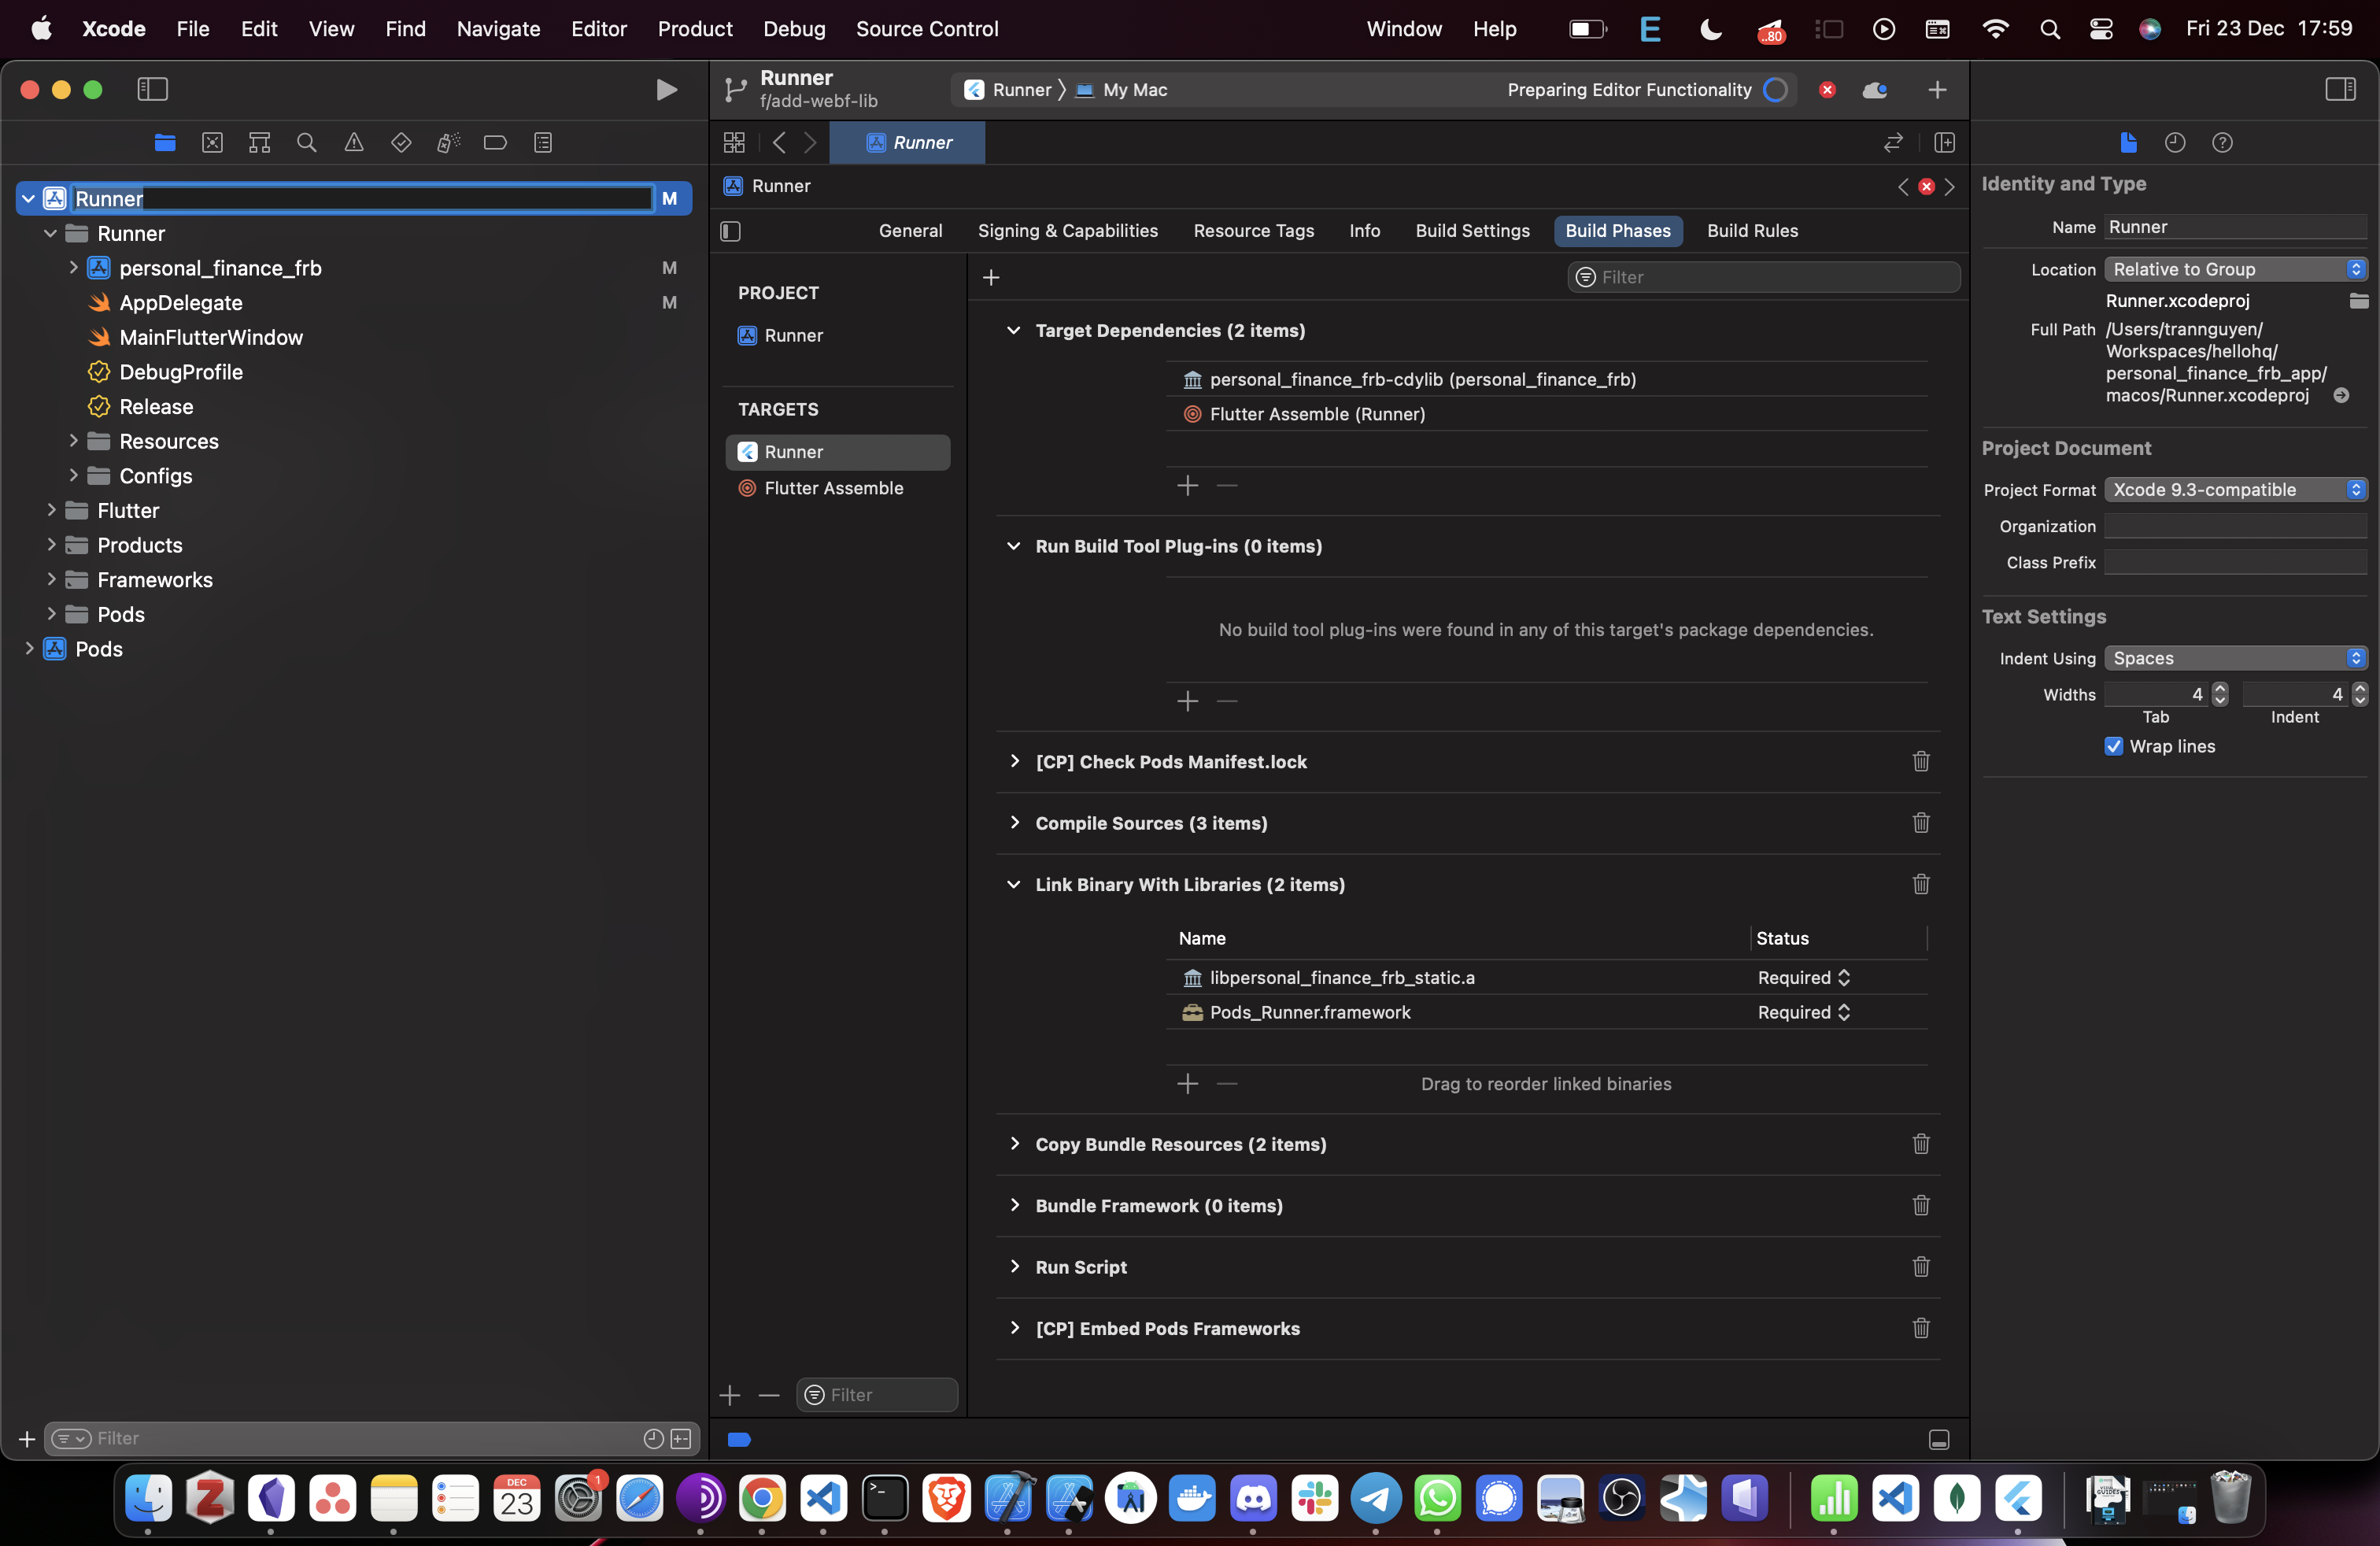 Xcode File Edit View Find Navigate Editor Product Debug Source Control Window Help E ..80 Fri 23 Dec 17:59
Runner
f/add-webf-lib
Runner My Mac Preparing Editor Functionality
Runner
Runner
Runner M
Runner
personal_finance_frb M
AppDelegate M
MainFlutterWindow
DebugProfile
Release
Resources
Configs
Flutter
Products
Frameworks
Pods
Pods
Filter
General Signing & Capabilities Resource Tags Info Build Settings Build Phases Build Rules
PROJECT
Runner
TARGETS
Runner
Flutter Assemble
Filter
Filter
Target Dependencies (2 items)
personal_finance_frb-cdylib (personal_finance_frb)
Flutter Assemble (Runner)
Run Build Tool Plug-ins (0 items)
No build tool plug-ins were found in any of this target's package dependencies.
[CP] Check Pods Manifest.lock
Compile Sources (3 items)
Link Binary With Libraries (2 items)
Name Status
libpersonal_finance_frb_static.a Required
Pods_Runner.framework Required
Drag to reorder linked binaries
Copy Bundle Resources (2 items)
Bundle Framework (0 items)
Run Script
[CP] Embed Pods Frameworks
Identity and Type
Name Runner
Location Relative to Group
Runner.xcodeproj
Full Path /Users/trannguyen/
Workspaces/hellohq/
personal_finance_frb_app/
macos/Runner.xcodeproj
Project Document
Project Format Xcode 9.3-compatible
Organization
Class Prefix
Text Settings
Indent Using Spaces
Widths 4 4
Tab Indent
Wrap lines
DEC
23
1